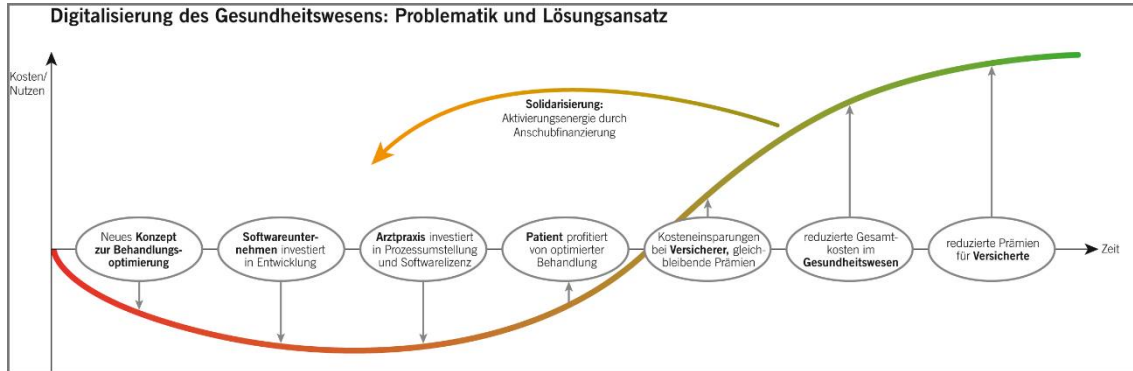 Digitalisierung des Gesundheitswesens: Problematik und Lösungsansatz
Kosten/
Nutzen
Solidarisierung:
Aktivierungsenergie durch
Anschubfinanzierung
Neues Konzept
zur Behandlungs-
optimierung
Softwareunter-
nehmen investiert
in Entwicklung
Arztpraxis investiert
in Prozessumstellung
und Softwarelizenz
Patient profitiert
von optimierter
Behandlung
Kosteneinsparungen
bei Versicherer, gleich-
bleibende Prämien
reduzierte Gesamt-
kosten im
Gesundheitswesen
reduzierte Prämien
für Versicherte
Zeit